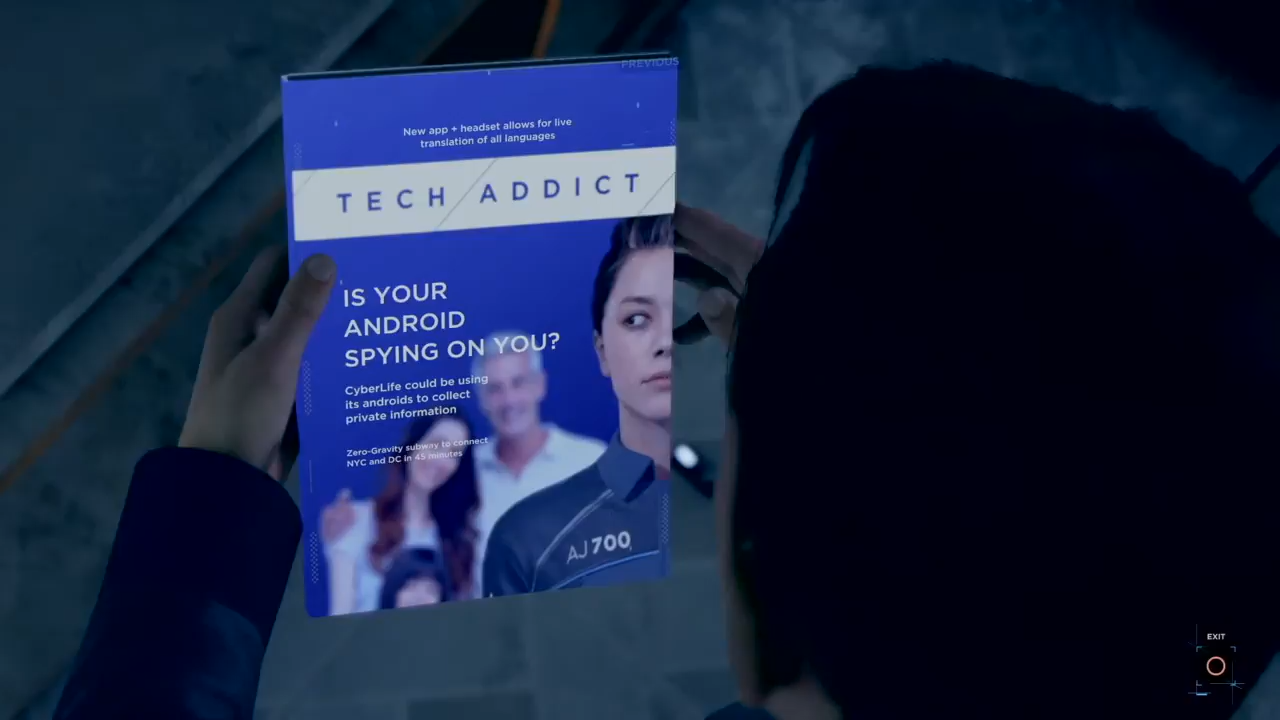 PREVIOUS
New app + headset allows for live
translation of all languages
TECH ADDICT
IS YOUR
ANDROID
SPYING ON YOU?
CyberLife could be using
its androids to collect
private information
Zero-Gravity subway to connect
NYC and DC in 45 minutes
AJ700
EXIT